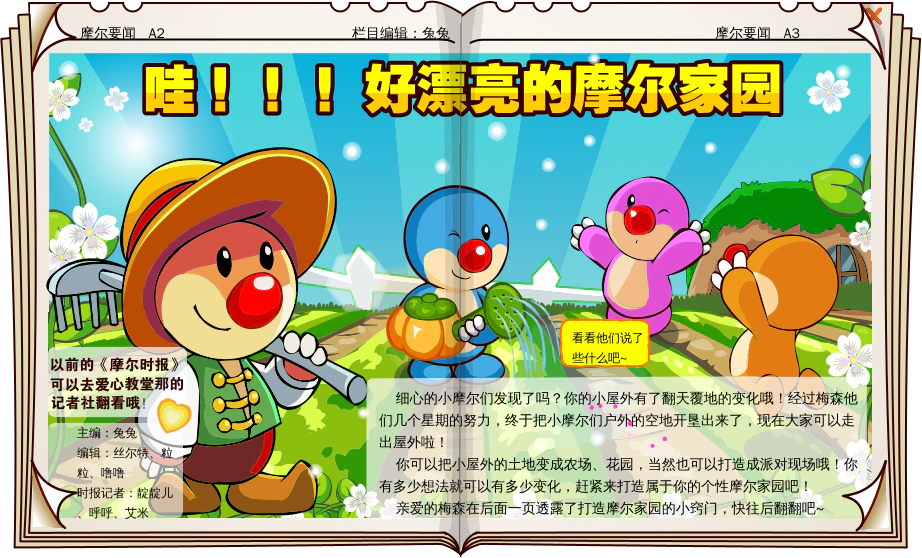 摩尔要闻 A2
栏目编辑：兔兔
摩尔要闻 A3
哇！！！好漂亮的摩尔家园
看看他们说了
些什么吧~
以前的《摩尔时报》
可以去爱心教堂那的
记者社翻看哦！
主编：兔兔
编辑：丝尔特、粒
粒、噜噜
时报记者：靛靛儿
、呼呼、艾米
细心的小摩尔们发现了吗？你的小屋外有了翻天覆地的变化哦！经过梅森他
们几个星期的努力，终于把小摩尔们户外的空地开垦出来了，现在大家可以走
出屋外啦！
你可以把小屋外的土地变成农场、花园，当然也可以打造成派对现场哦！你
有多少想法就可以有多少变化，赶紧来打造属于你的个性摩尔家园吧！
亲爱的梅森在后面一页透露了打造摩尔家园的小窍门，快往后翻翻吧~